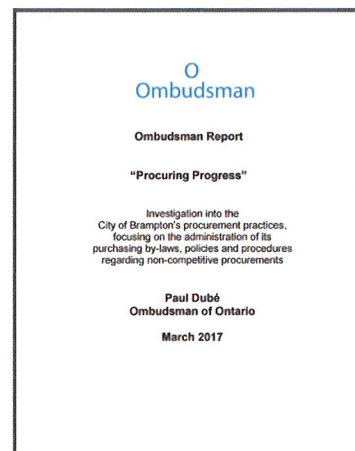 O
Ombudsman
Ombudsman Report
“Procuring Progress”
Investigation into the
City of Brampton's procurement practices,
focusing on the administration of its
purchasing by-laws, policies and procedures
regarding non-competitive procurements
Paul Dubé
Ombudsman of Ontario
March 2017